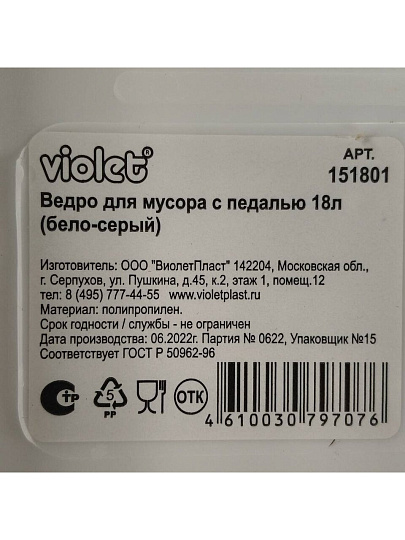 violet®
АРТ.
151801
Ведро для мусора с педалью 18л
(бело-серый)
Изготовитель: ООО "ВиолетПласт" 142204, Московская обл.,
г. Серпухов, ул. Пушкина, д.45, к.2, этаж 1, помещ.12
тел: 8 (495) 777-44-55 www.violetplast.ru
Материал: полипропилен.
Срок годности / службы - не ограничен
Дата производства: 06.2022г. Партия № 0622, Упаковщик №15
Соответствует ГОСТ Р 50962-96
СТР
5
PP
ОТК
4 610030 797076